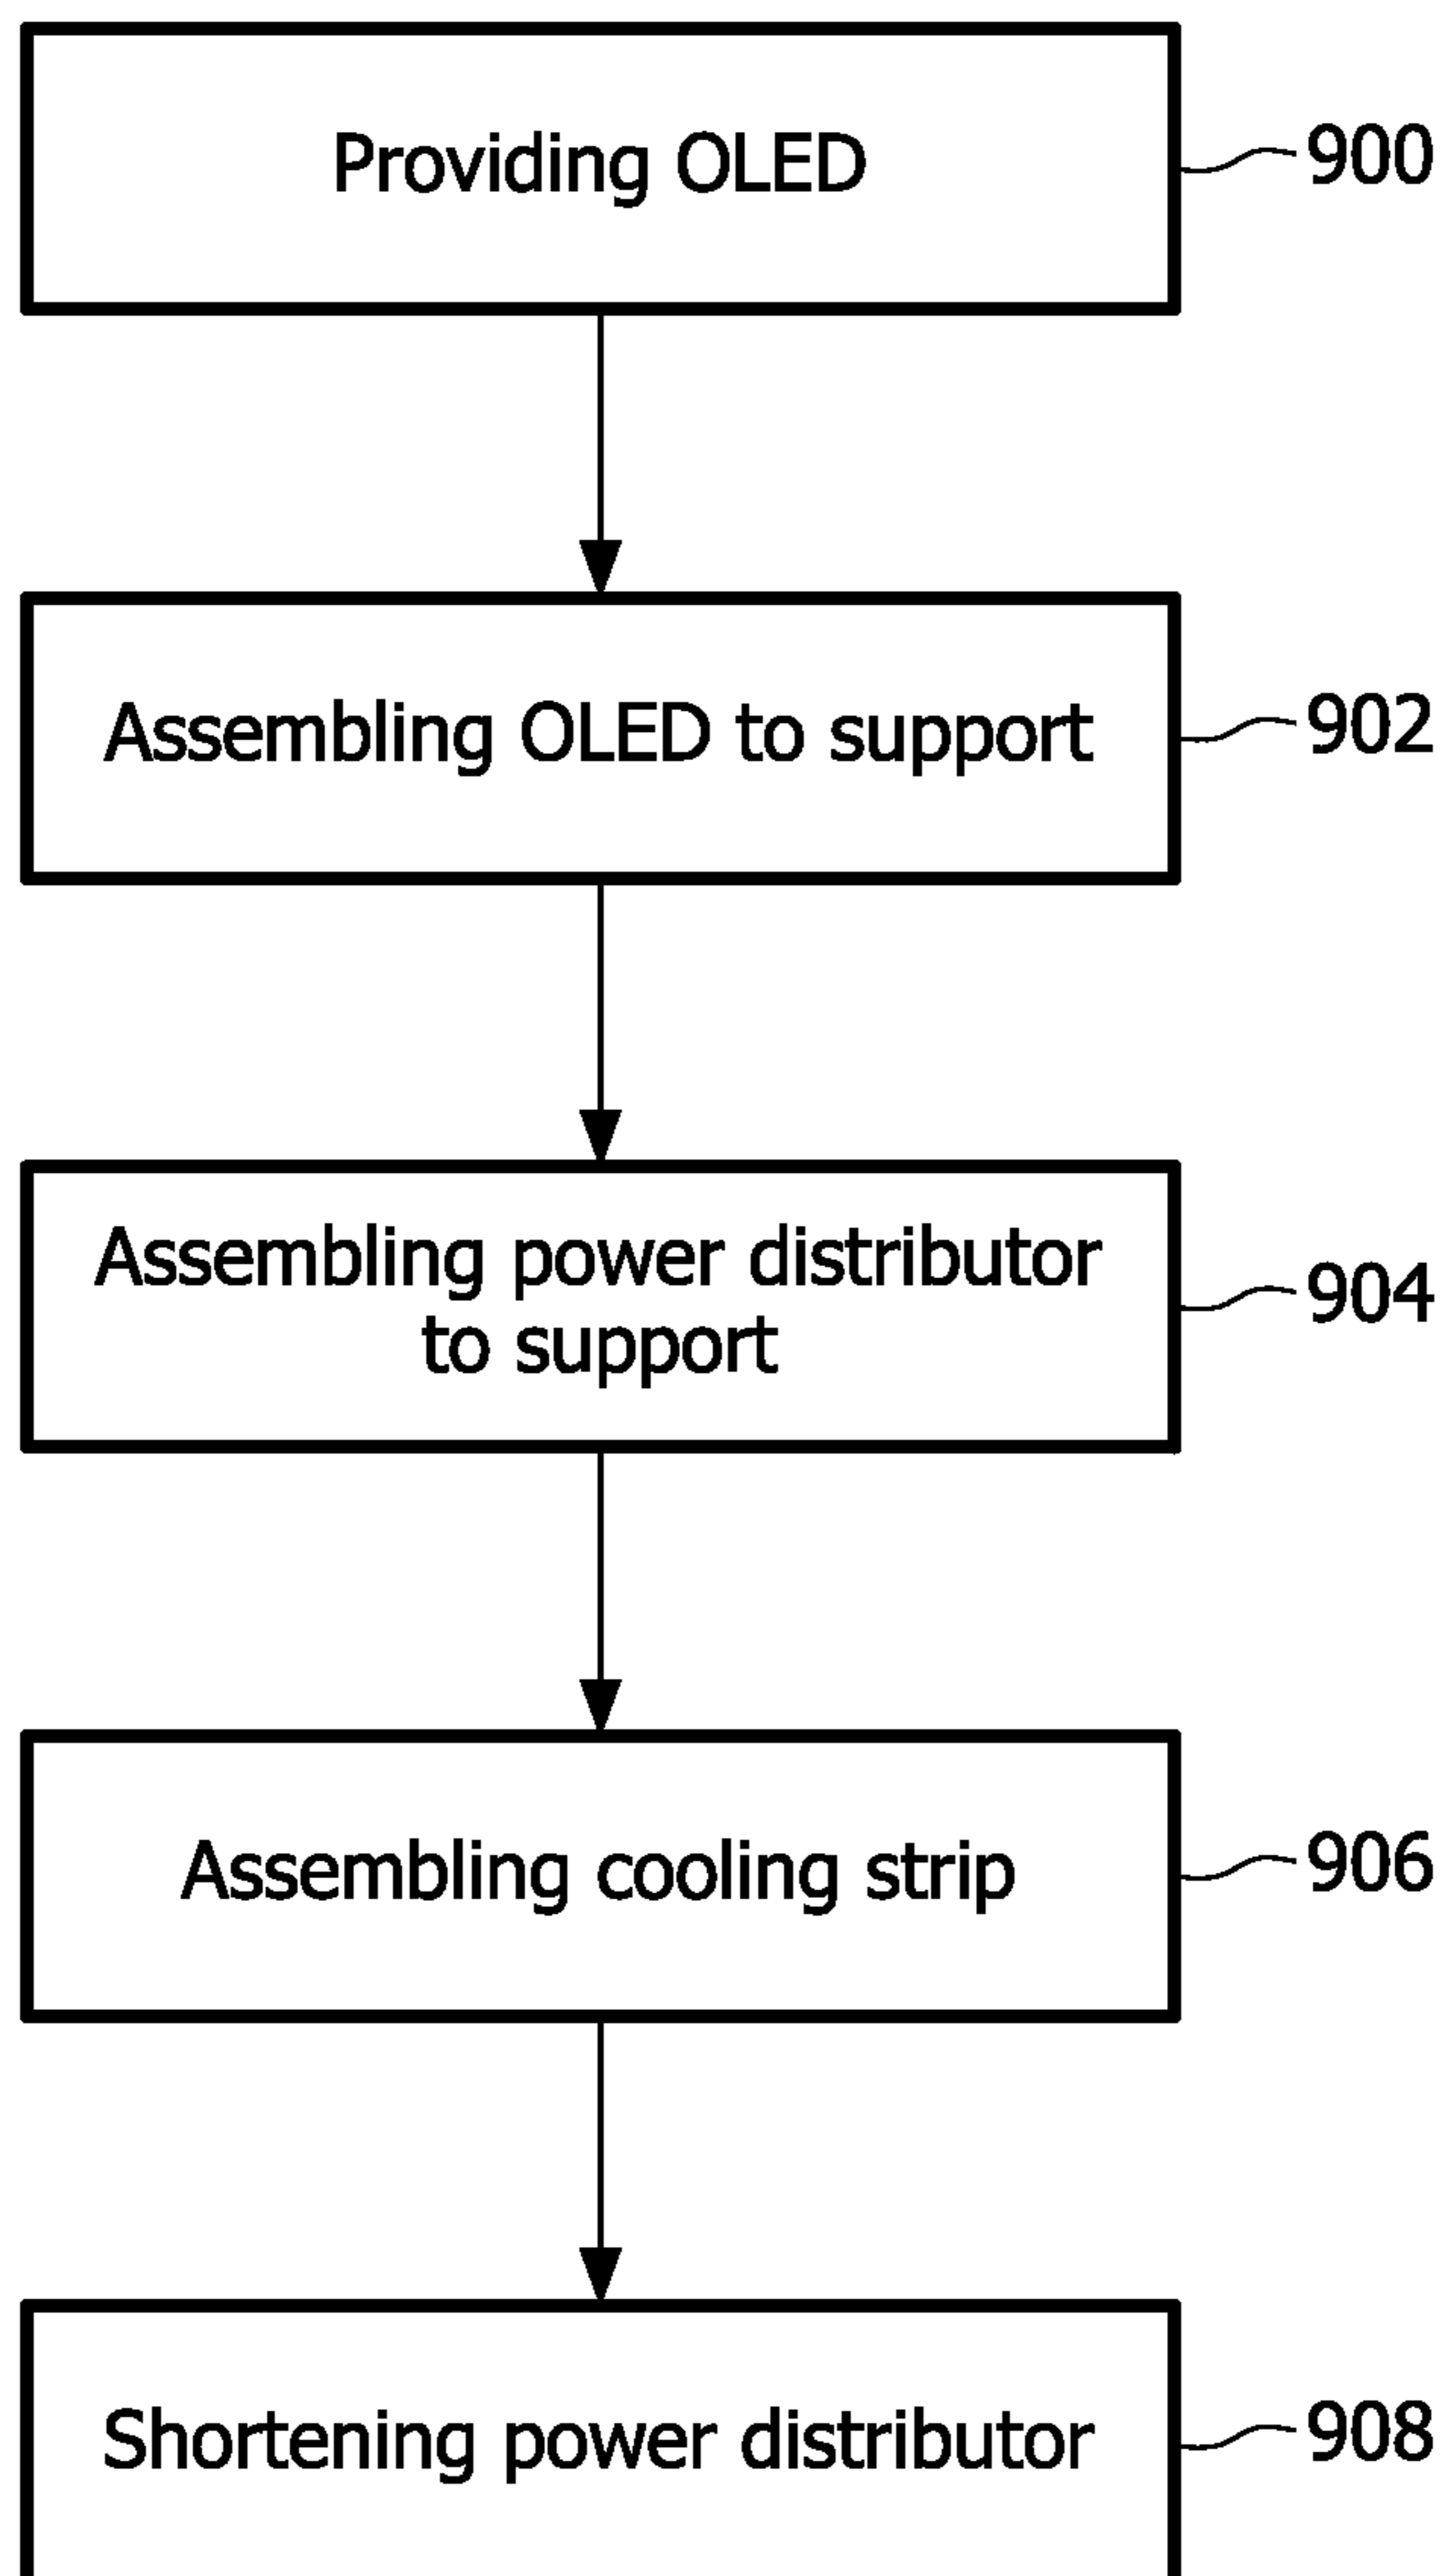 Providing OLED
900
Assembling OLED to support
902
Assembling power distributor
to support
904
Assembling cooling strip
906
Shortening power distributor
908